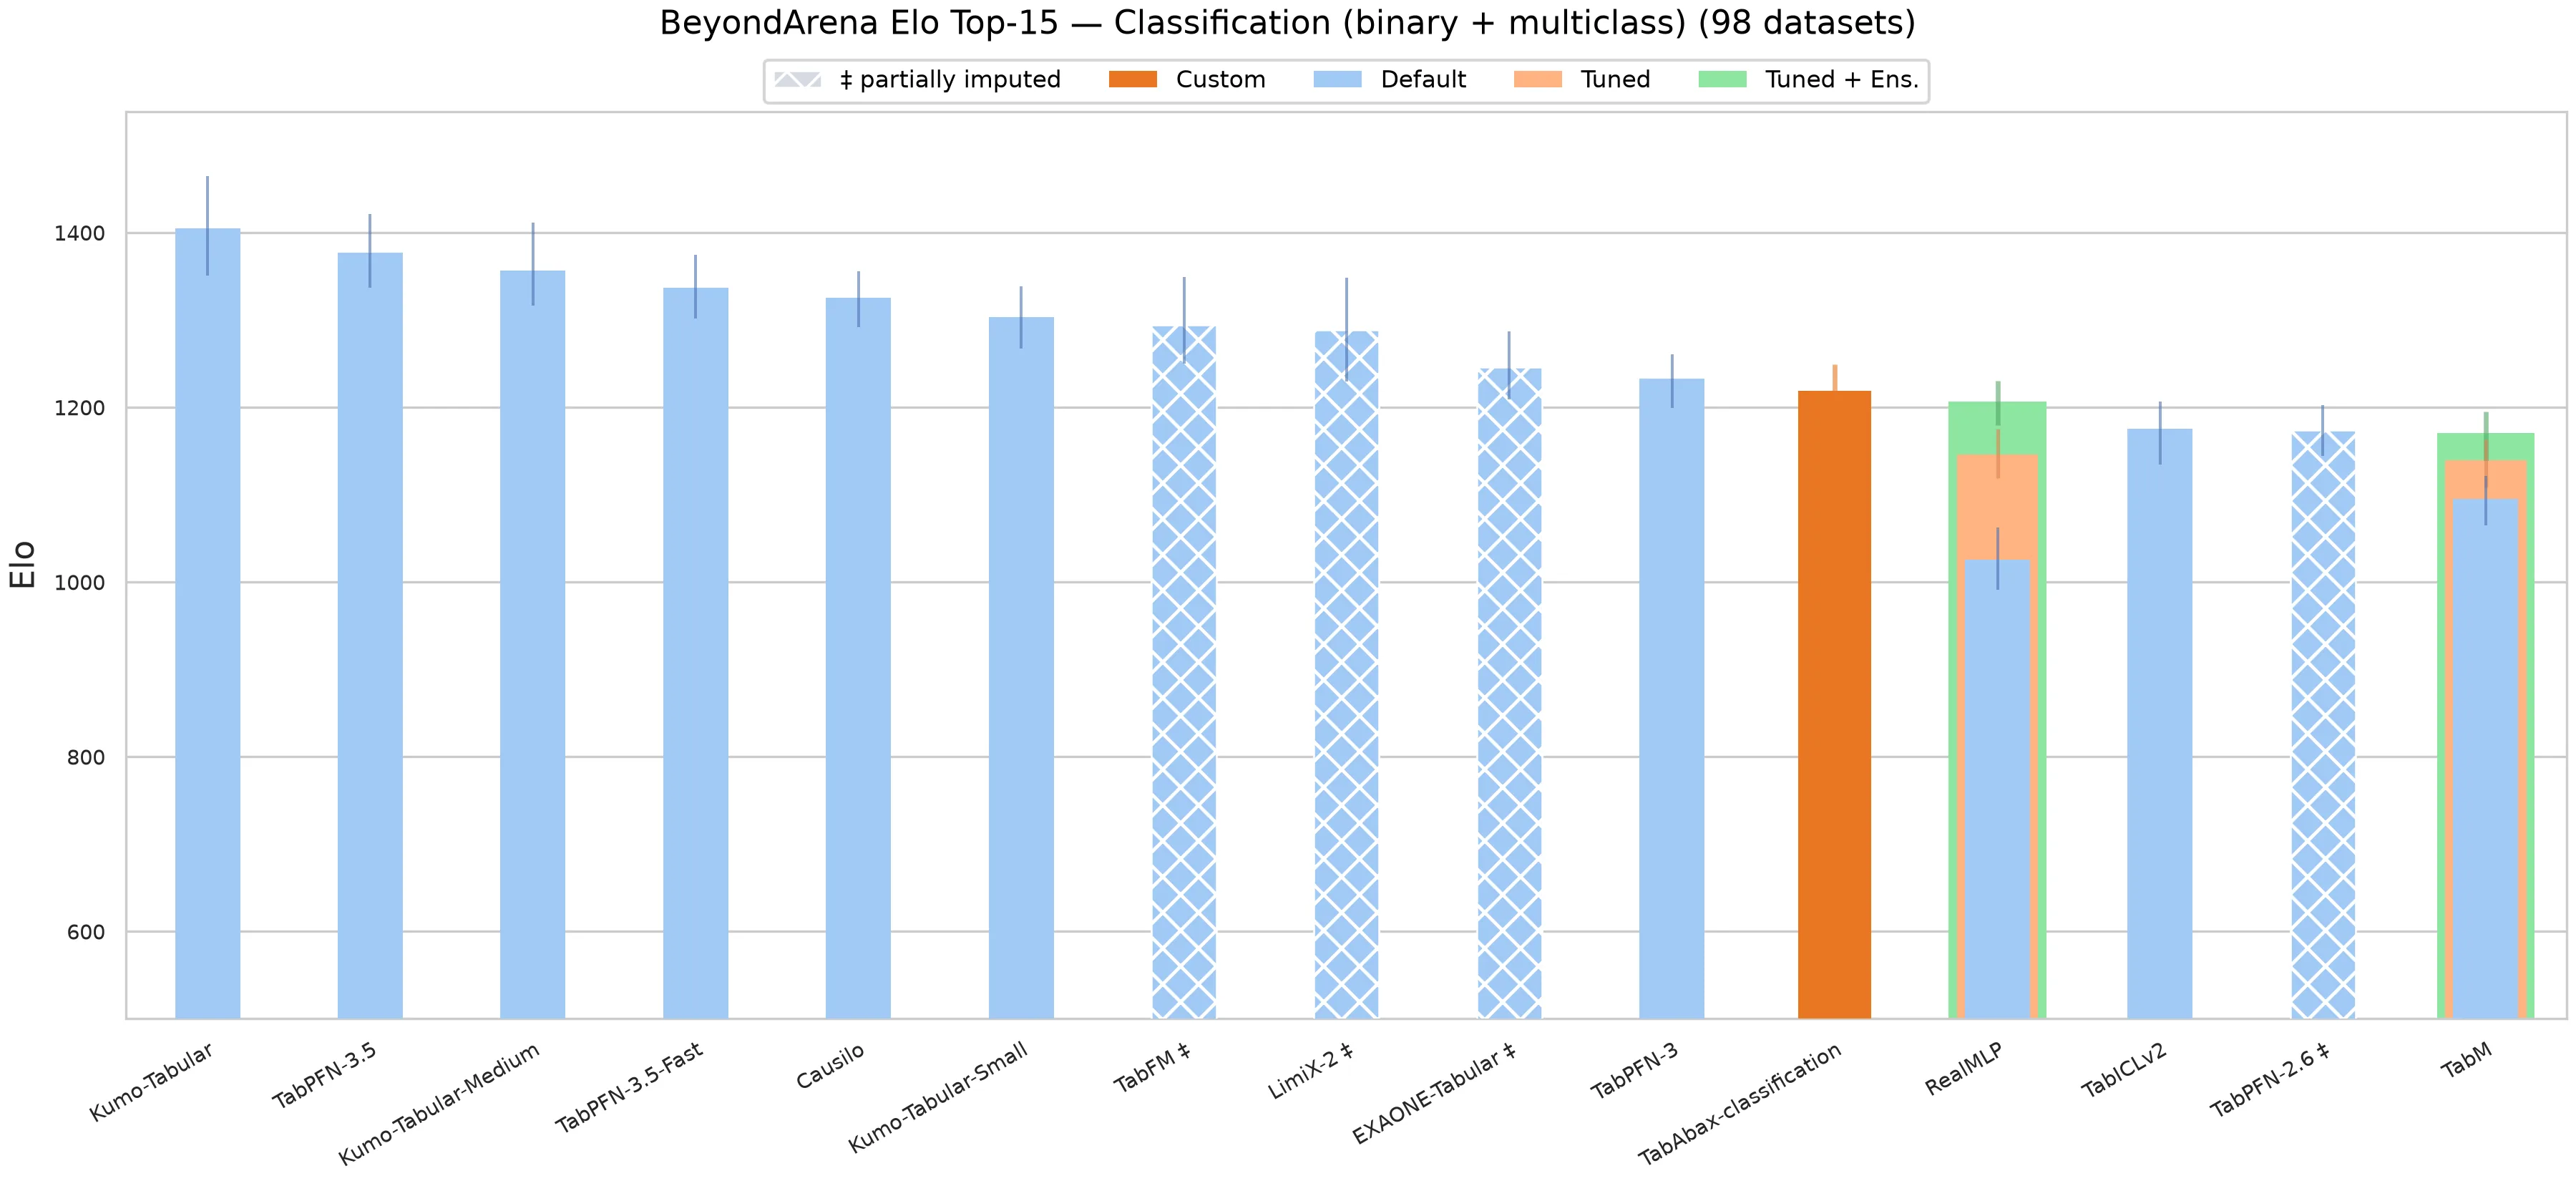 BeyondArena Elo Top-15 — Classification (binary + multiclass) (98 datasets)
‡ partially imputed Custom Default Tuned Tuned + Ens.
Elo
1400
1200
1000
800
600
Kumo-Tabular
TabPFN-3.5
Kumo-Tabular-Medium
TabPFN-3.5-Fast
Causilo
Kumo-Tabular-Small
TabFM ‡
LimiX-2 ‡
EXAONE-Tabular ‡
TabPFN-3
TabAbax-classification
RealMLP
TabICLv2
TabPFN-2.6 ‡
TabM